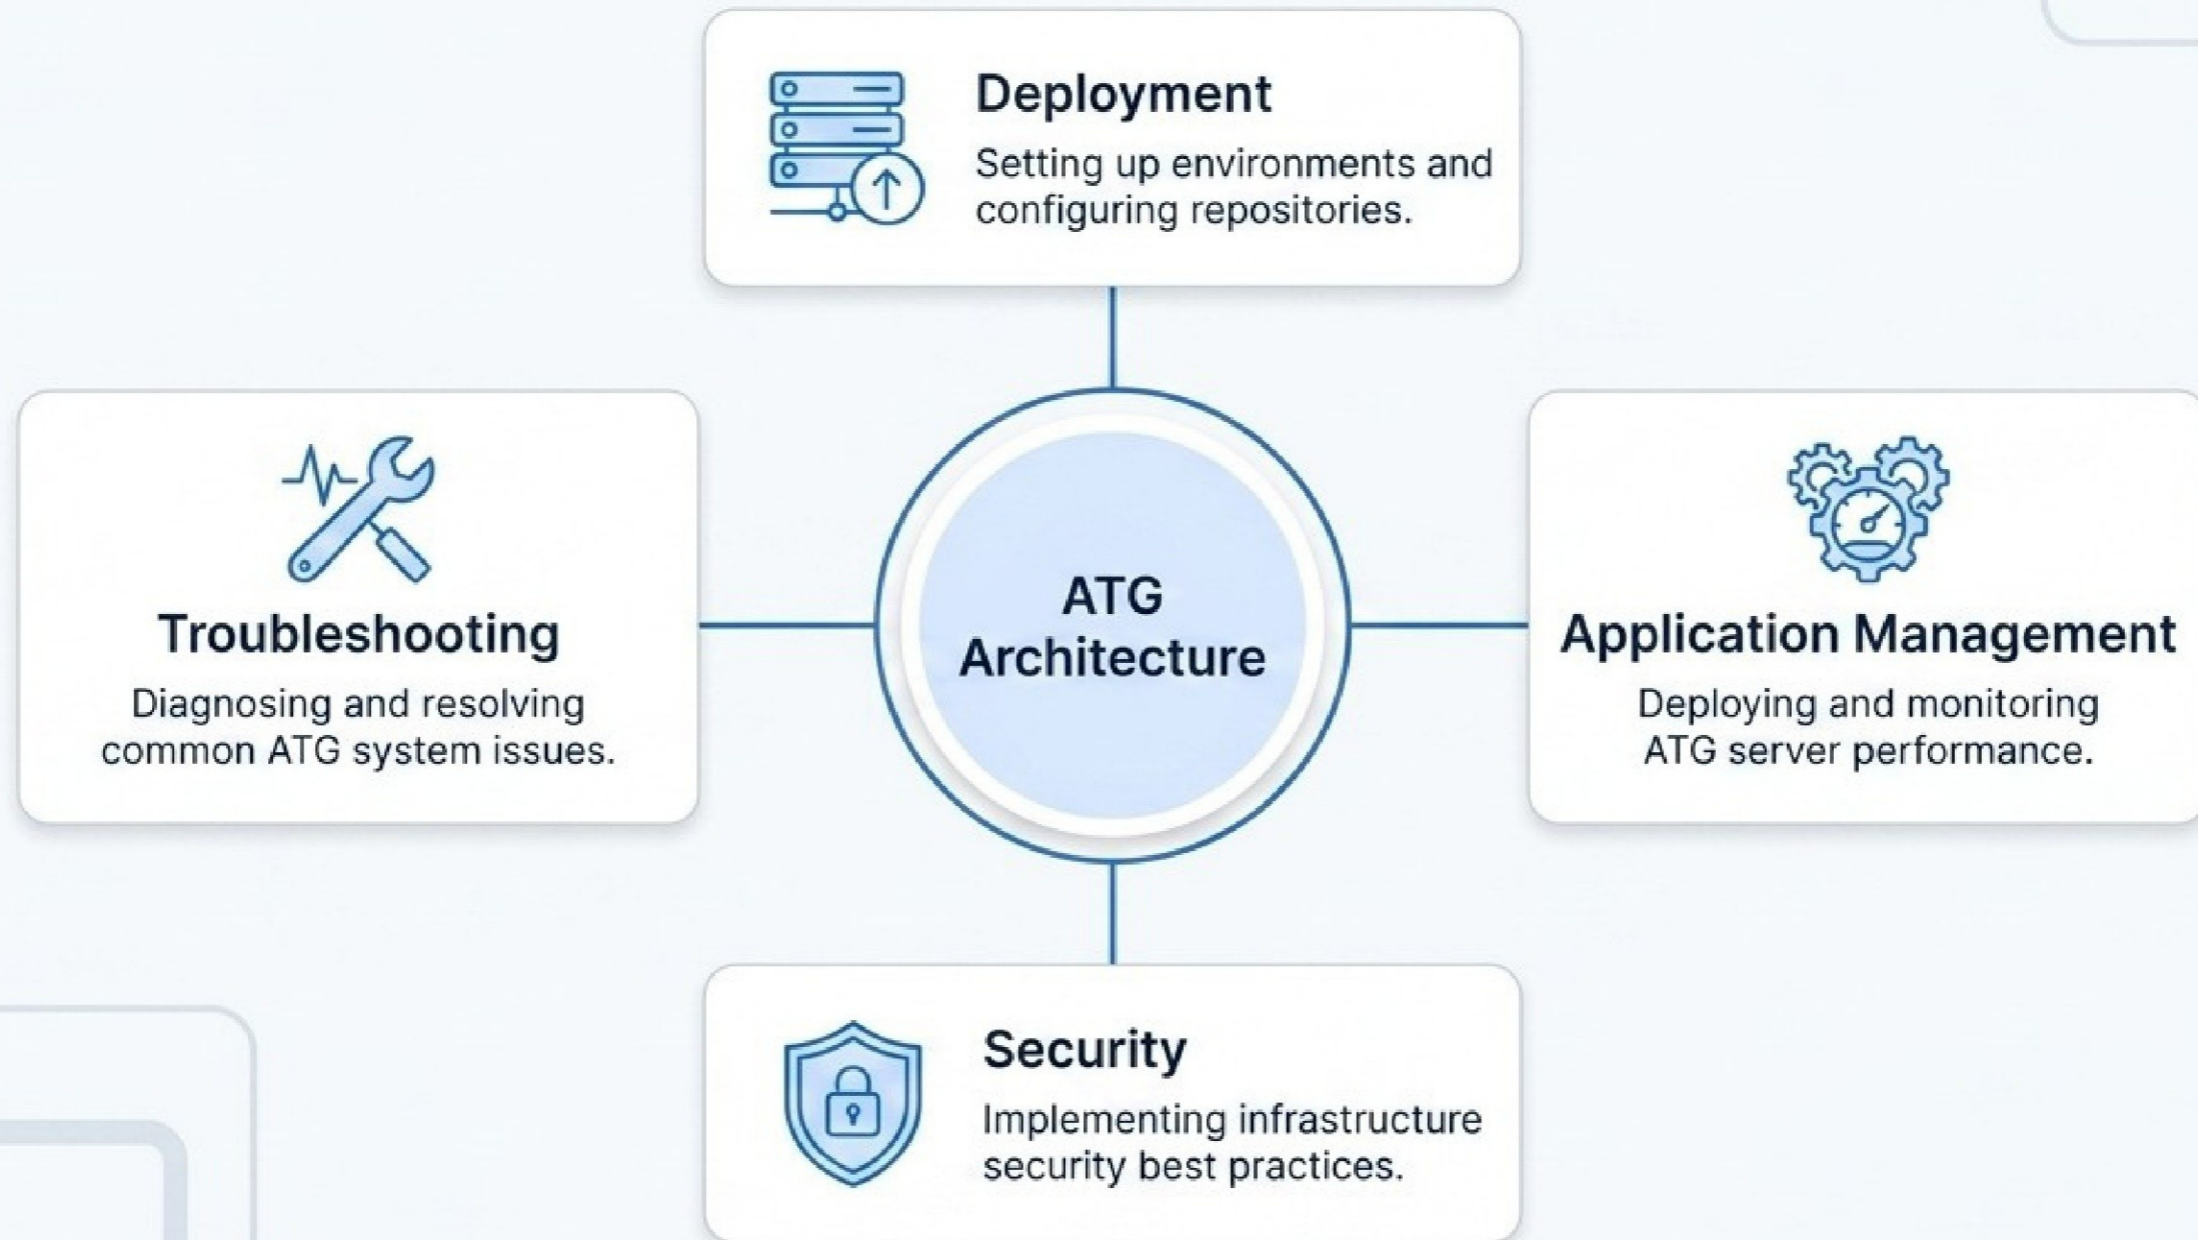 Deployment
Setting up environments and
configuring repositories.
Troubleshooting
Diagnosing and resolving
common ATG system issues.
ATG
Architecture
Application Management
Deploying and monitoring
ATG server performance.
Security
Implementing infrastructure
security best practices.